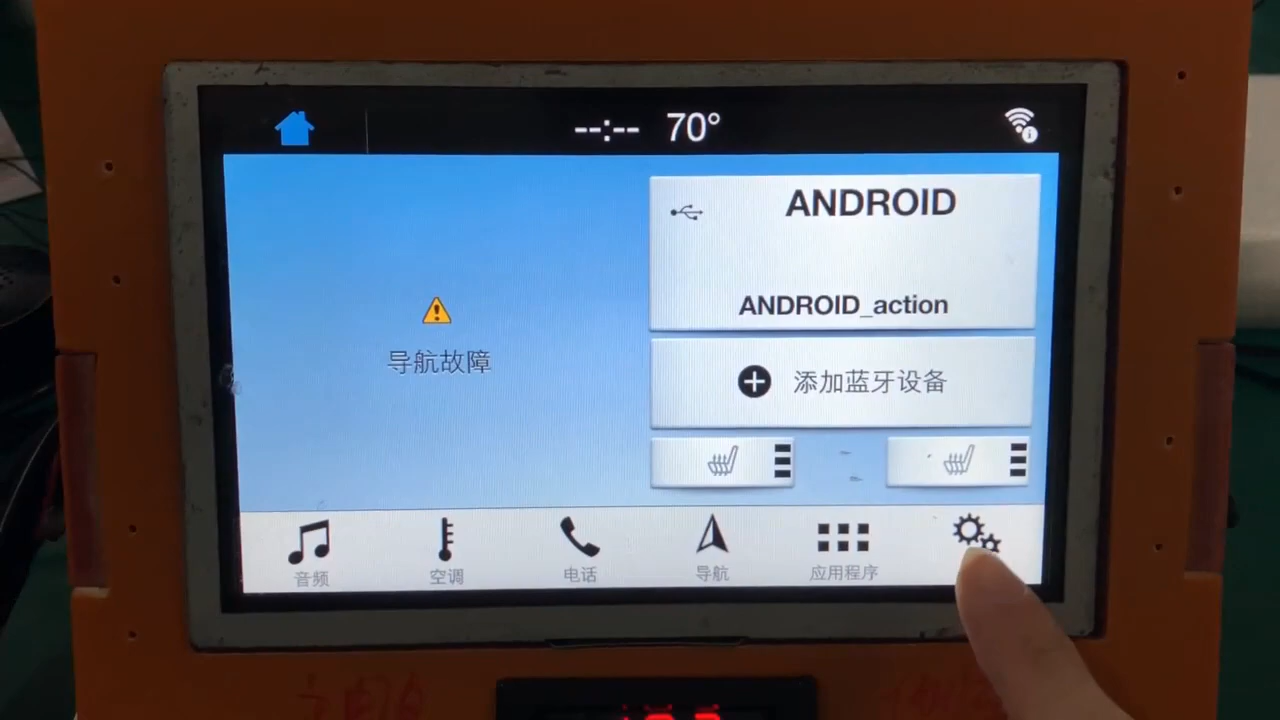 --:-- 70°
ANDROID
ANDROID_action
导航故障
添加蓝牙设备
音频
空调
电话
导航
应用程序